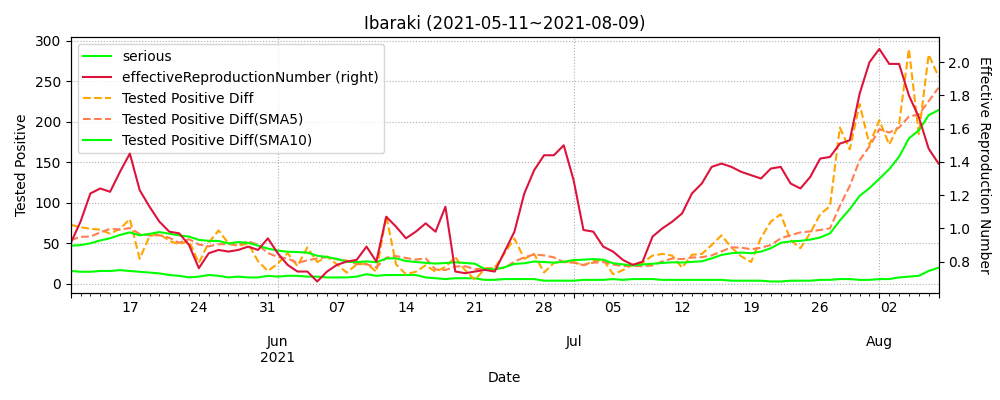 Ibaraki (2021-05-11~2021-08-09)
serious
effectiveReproductionNumber (right)
Tested Positive Diff
Tested Positive Diff(SMA5)
Tested Positive Diff(SMA10)
Tested Positive
300
250
200
150
100
50
0
Effective Reproduction Number
2.0
1.8
1.6
1.4
1.2
1.0
0.8
17 24 31 07 14 21 28 05 12 19 26 02
Jun Jul Aug
2021
Date